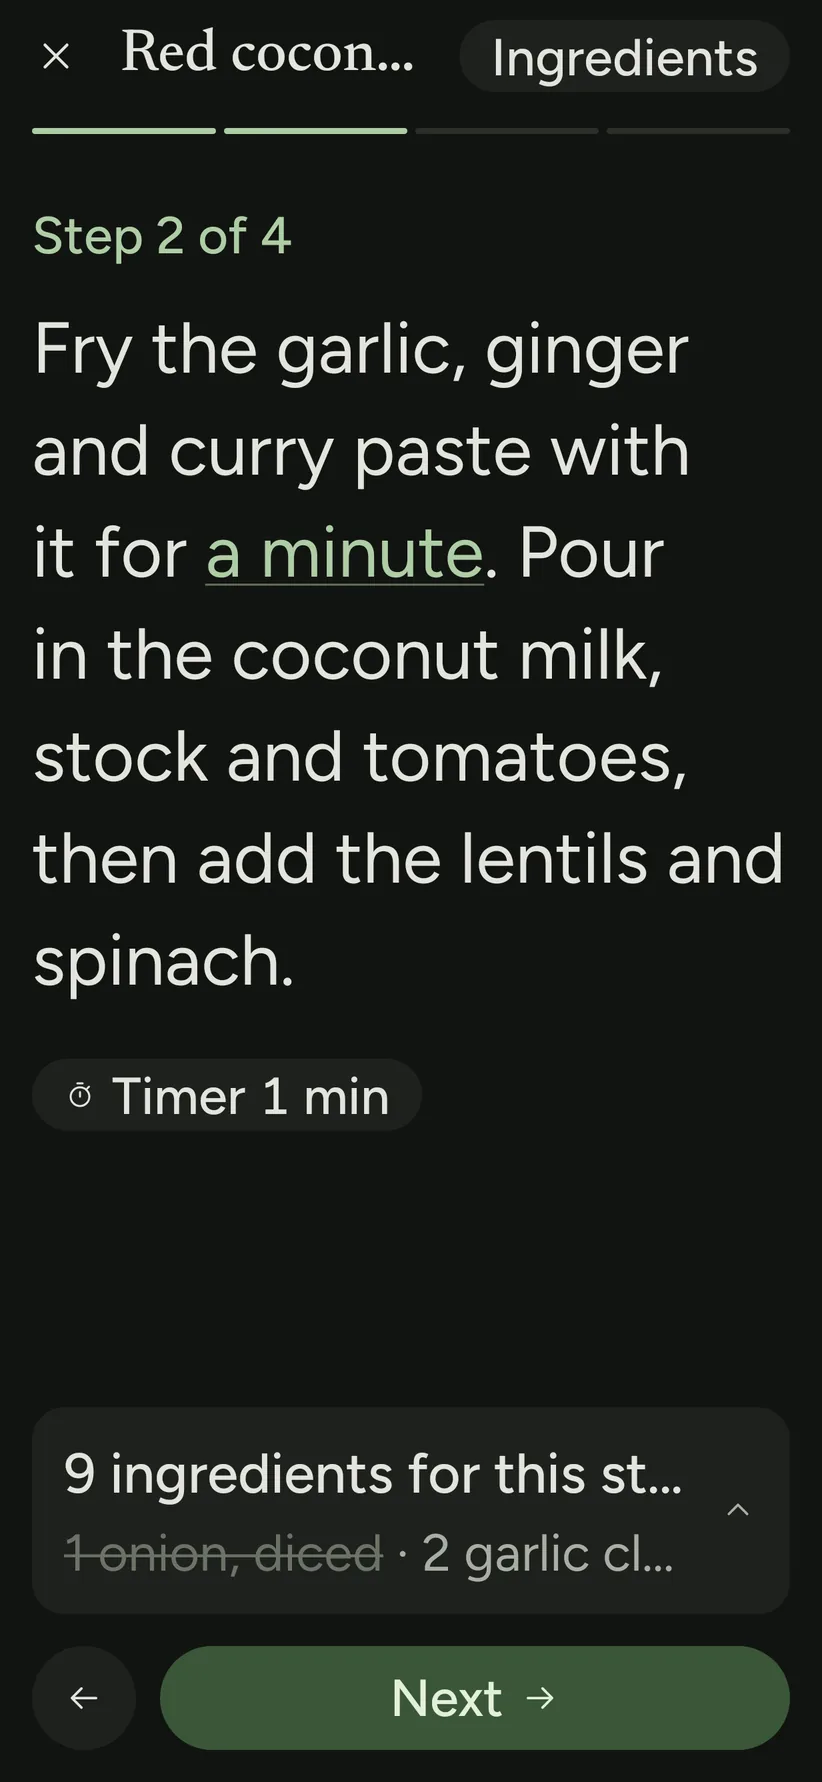 Red cocon...
Ingredients
Step 2 of 4
Fry the garlic, ginger
and curry paste with
it for a minute. Pour
in the coconut milk,
stock and tomatoes,
then add the lentils and
spinach.
Timer 1 min
9 ingredients for this st...
1 onion, diced · 2 garlic cl...
Next →